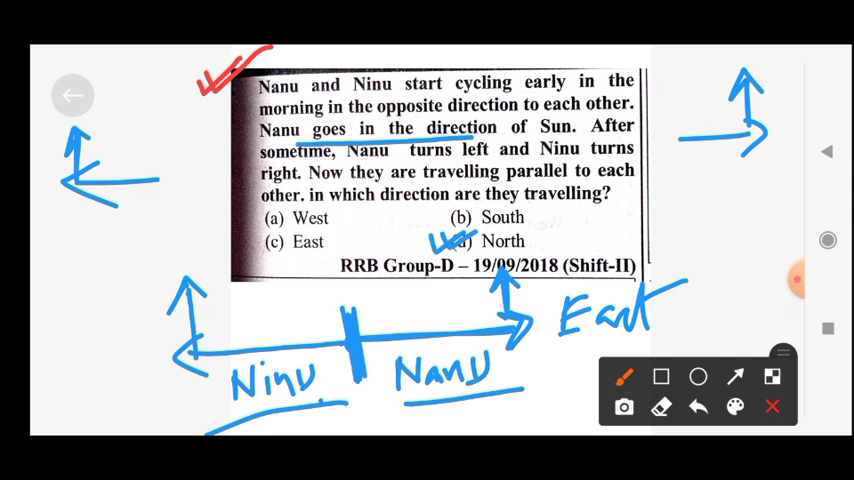 Nanu and Ninu start cycling early in the
morning in the opposite direction to each other.
Nanu goes in the direction of Sun. After
sometime, Nanu turns left and Ninu turns
right. Now they are travelling parallel to each
other. in which direction are they travelling?
(a) West (b) South
(c) East (d) North
RRB Group-D – 19/09/2018 (Shift-II)
East
Ninu Nanu